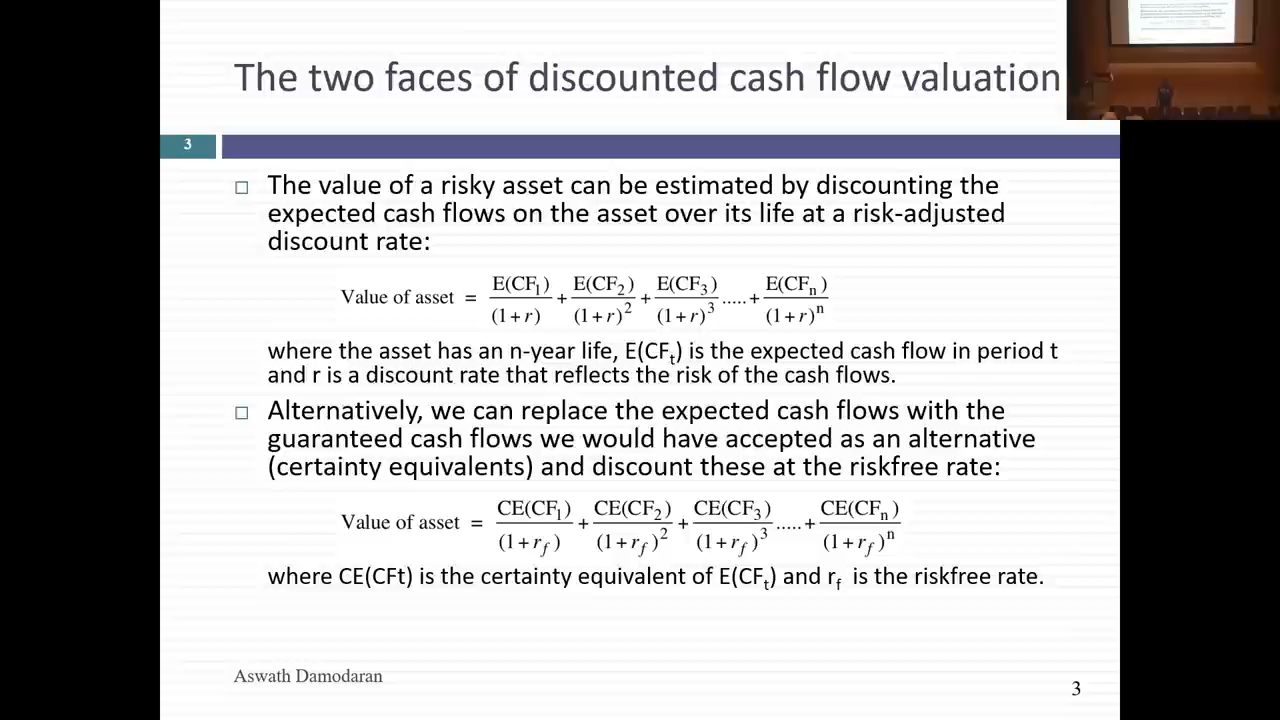 The two faces of discounted cash flow valuation
3
□ The value of a risky asset can be estimated by discounting the
expected cash flows on the asset over its life at a risk-adjusted
discount rate:
Value of asset = E(CF₁)/(1+r) + E(CF₂)/(1+r)² + E(CF₃)/(1+r)³ ..... + E(CFₙ)/(1+r)ⁿ
where the asset has an n-year life, E(CFₜ) is the expected cash flow in period t
and r is a discount rate that reflects the risk of the cash flows.
□ Alternatively, we can replace the expected cash flows with the
guaranteed cash flows we would have accepted as an alternative
(certainty equivalents) and discount these at the riskfree rate:
Value of asset = CE(CF₁)/(1+r_f) + CE(CF₂)/(1+r_f)² + CE(CF₃)/(1+r_f)³ ..... + CE(CFₙ)/(1+r_f)ⁿ
where CE(CFt) is the certainty equivalent of E(CFₜ) and r_f is the riskfree rate.
Aswath Damodaran
3